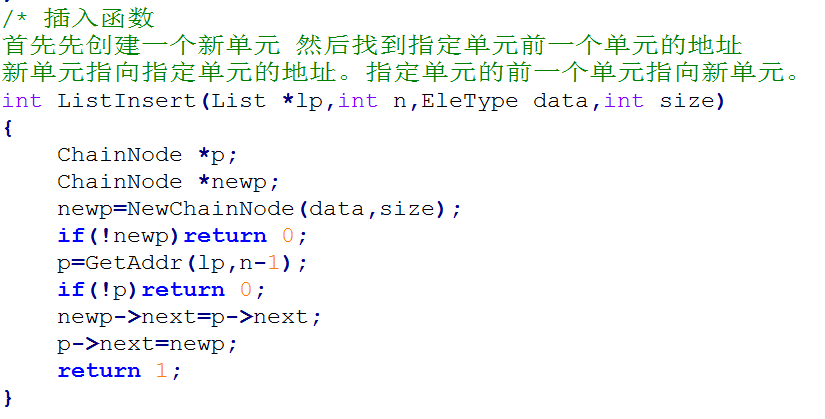 /* 插入函数
首先先创建一个新单元 然后找到指定单元前一个单元的地址
新单元指向指定单元的地址。指定单元的前一个单元指向新单元。
int ListInsert(List *lp,int n,EleType data,int size)
{
    ChainNode *p;
    ChainNode *newp;
    newp=NewChainNode(data,size);
    if(!newp)return 0;
    p=GetAddr(lp,n-1);
    if(!p)return 0;
    newp->next=p->next;
    p->next=newp;
    return 1;
}